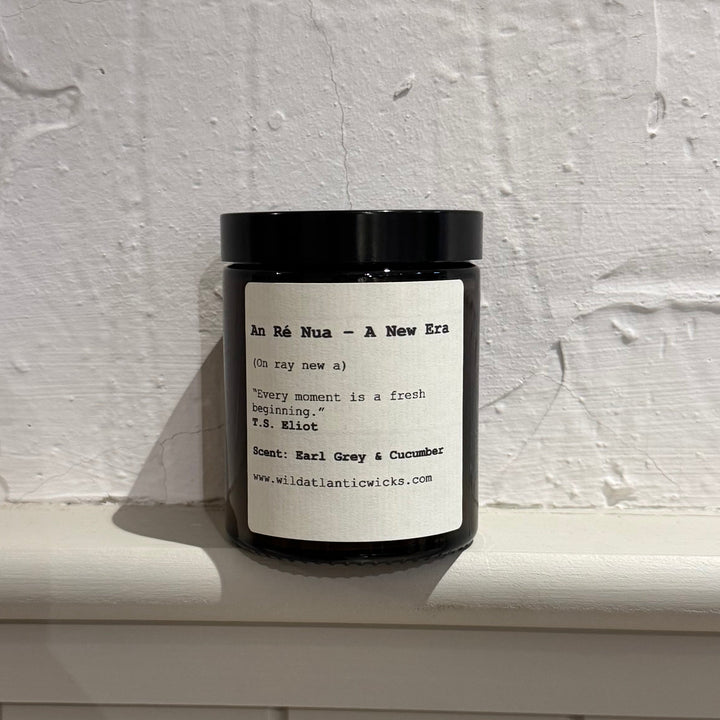 An Ré Nua – A New Era
(On ray new a)
"Every moment is a fresh
beginning."
T.S. Eliot
Scent: Earl Grey & Cucumber
www.wildatlanticwicks.com